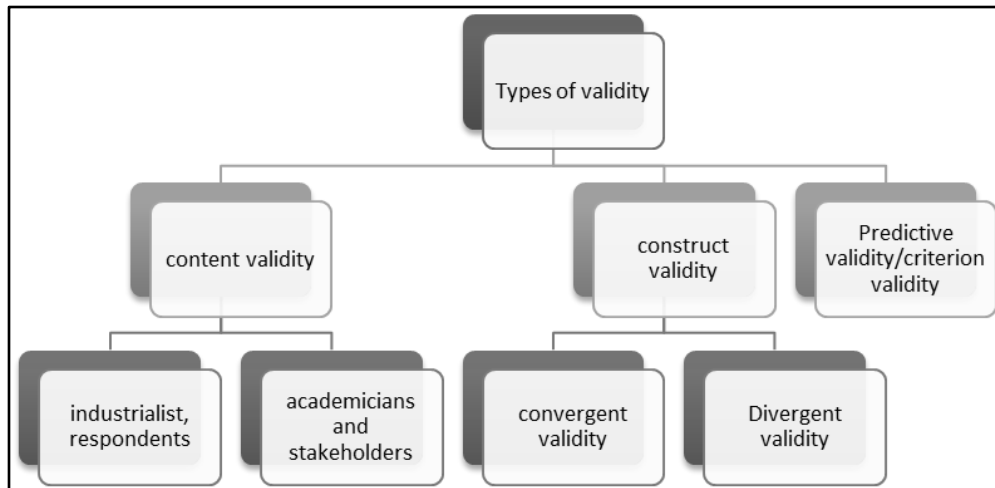 Types of validity
content validity
construct
validity
Predictive
validity/criterion
validity
industrialist,
respondents
academicians
and
stakeholders
convergent
validity
Divergent
validity